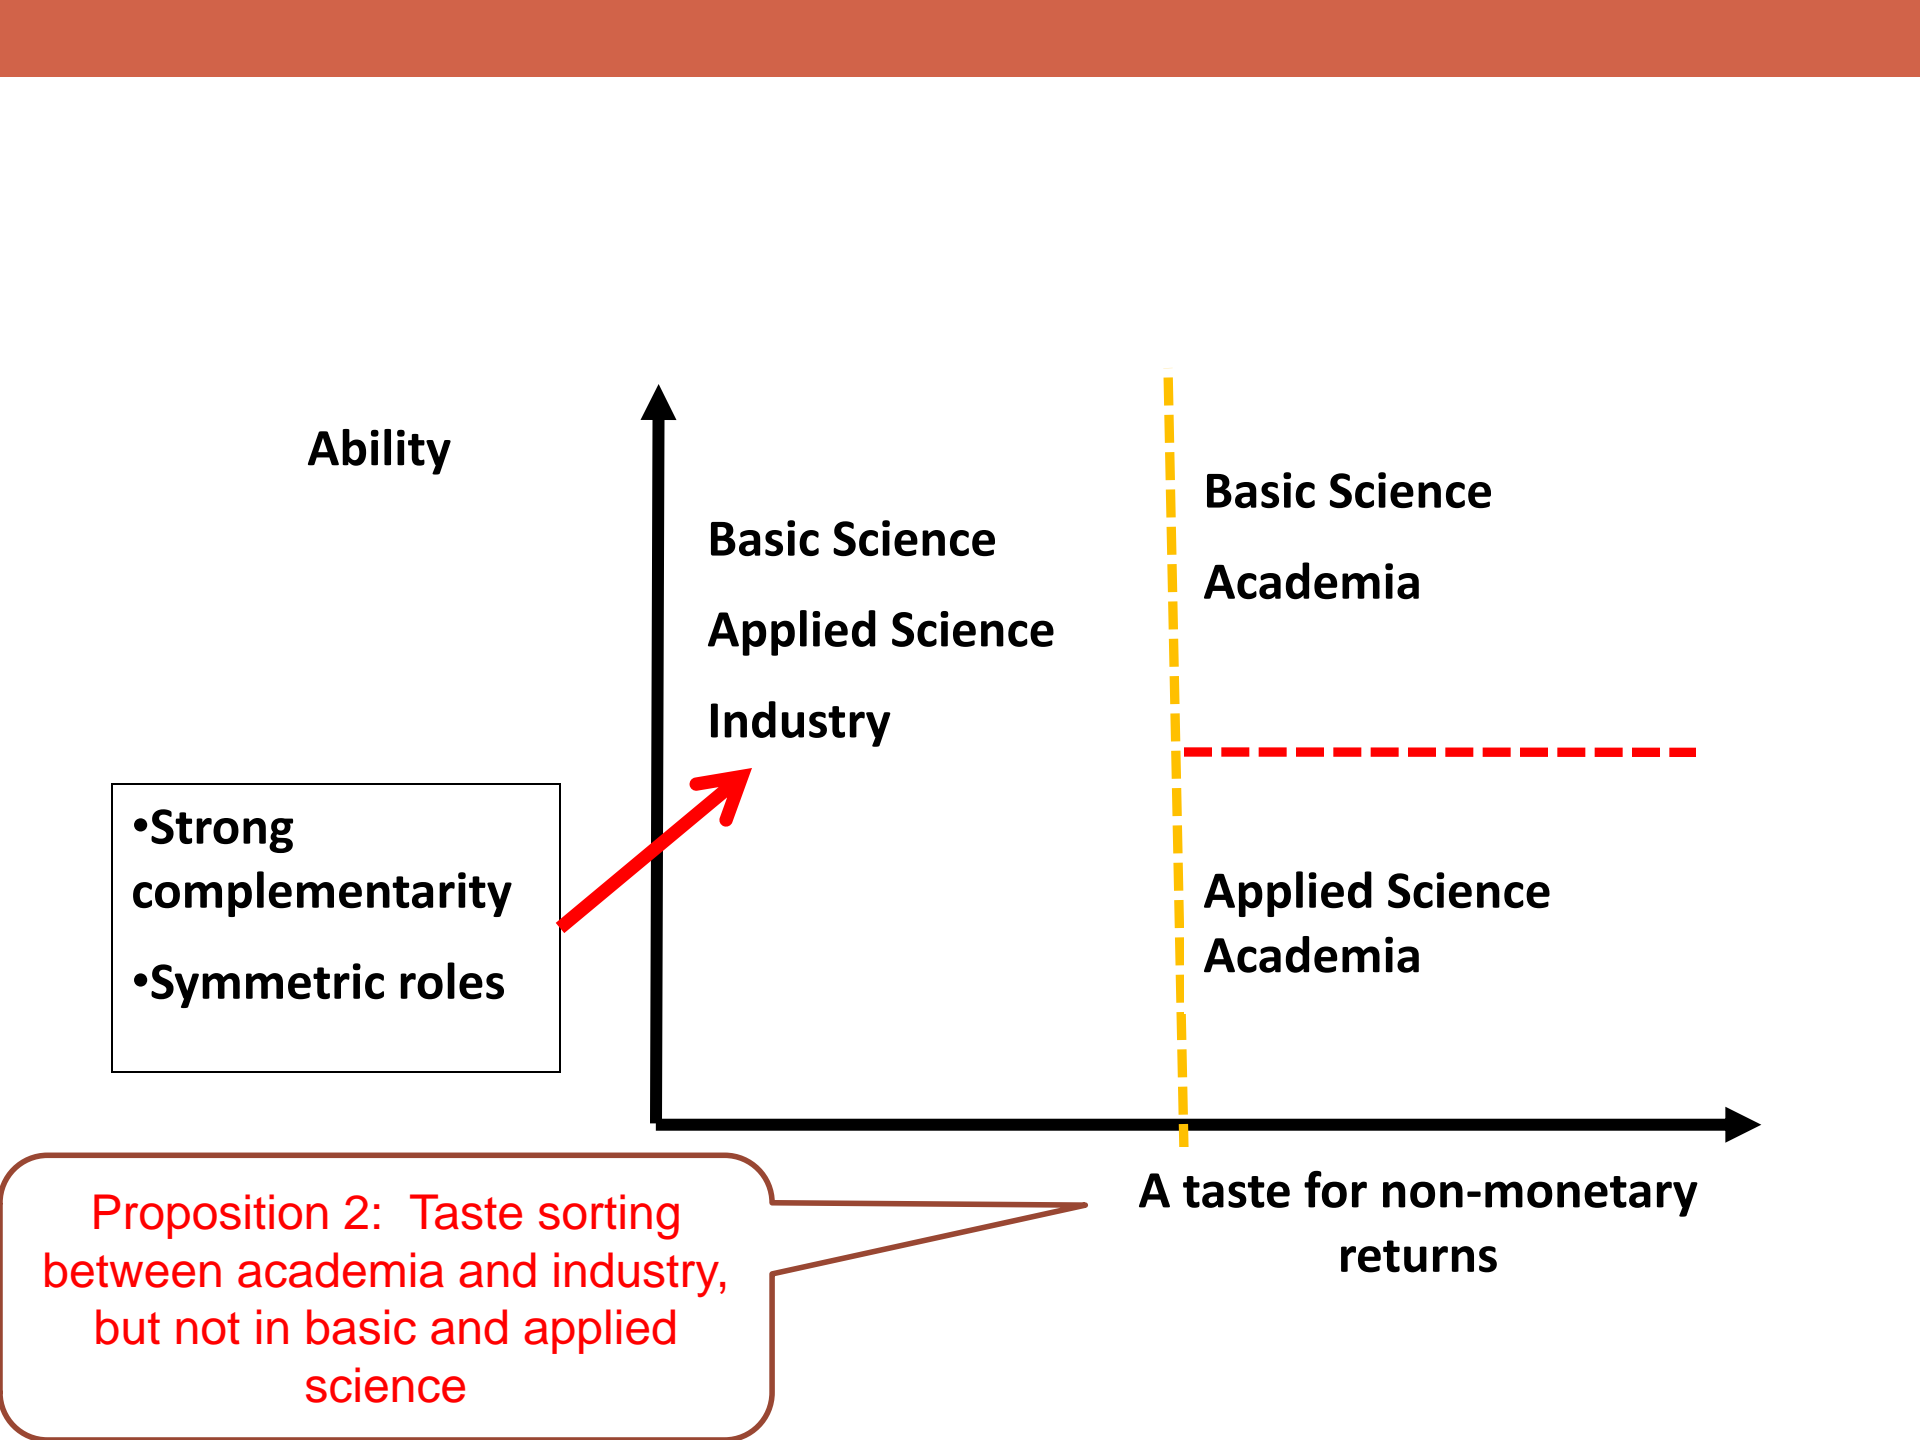 Ability
Basic Science
Applied Science
Industry
Basic Science
Academia
•Strong
complementarity
•Symmetric roles
Applied Science
Academia
A taste for non-monetary
returns
Proposition 2:  Taste sorting
between academia and industry,
but not in basic and applied
science